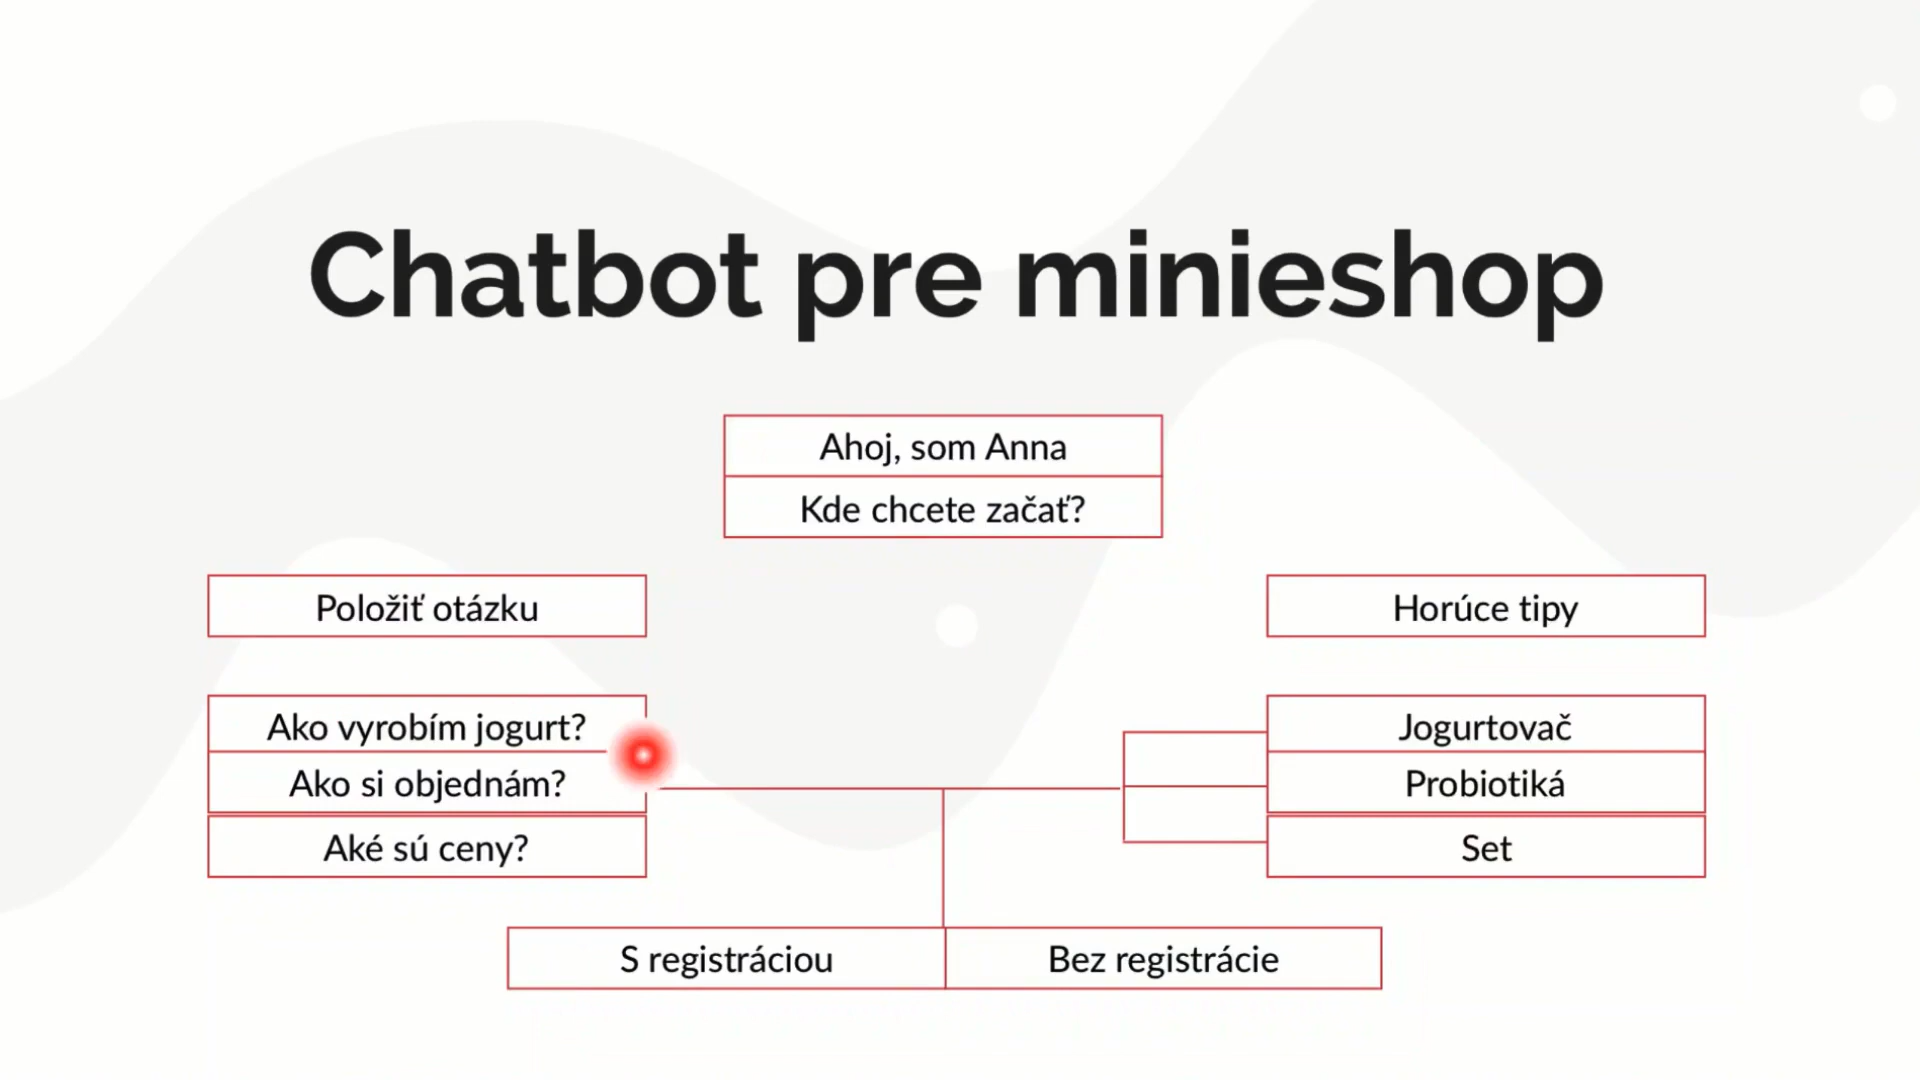 Chatbot pre minieshop
Ahoj, som Anna
Kde chcete začať?
Položiť otázku
Horúce tipy
Ako vyrobím jogurt?
Ako si objednám?
Aké sú ceny?
Jogurtovač
Probiotiká
Set
S registráciou
Bez registrácie